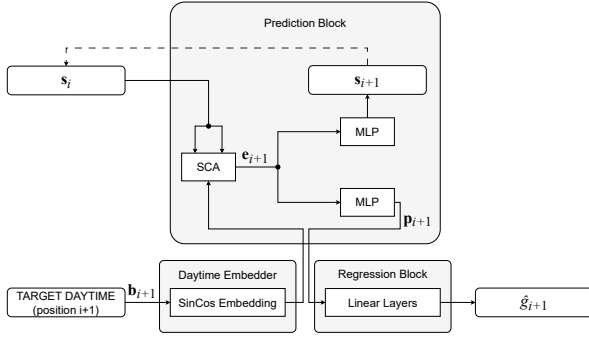 Prediction Block
s_i
s_{i+1}
MLP
SCA
e_{i+1}
MLP
p_{i+1}
Daytime Embedder
Regression Block
TARGET DAYTIME
(position i+1)
b_{i+1}
SinCos Embedding
Linear Layers
ĝ_{i+1}